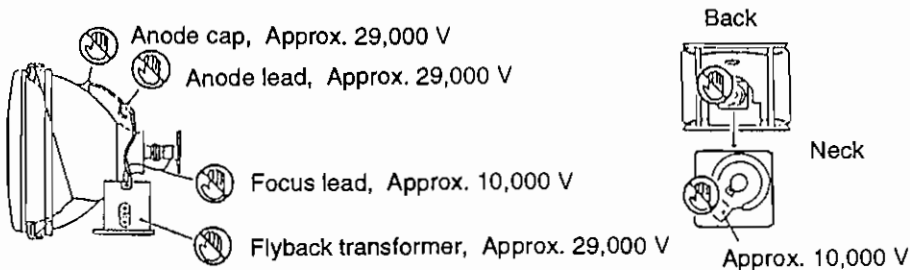 Anode cap, Approx. 29,000 V
Anode lead, Approx. 29,000 V
Focus lead, Approx. 10,000 V
Flyback transformer, Approx. 29,000 V
Back
Neck
Approx. 10,000 V